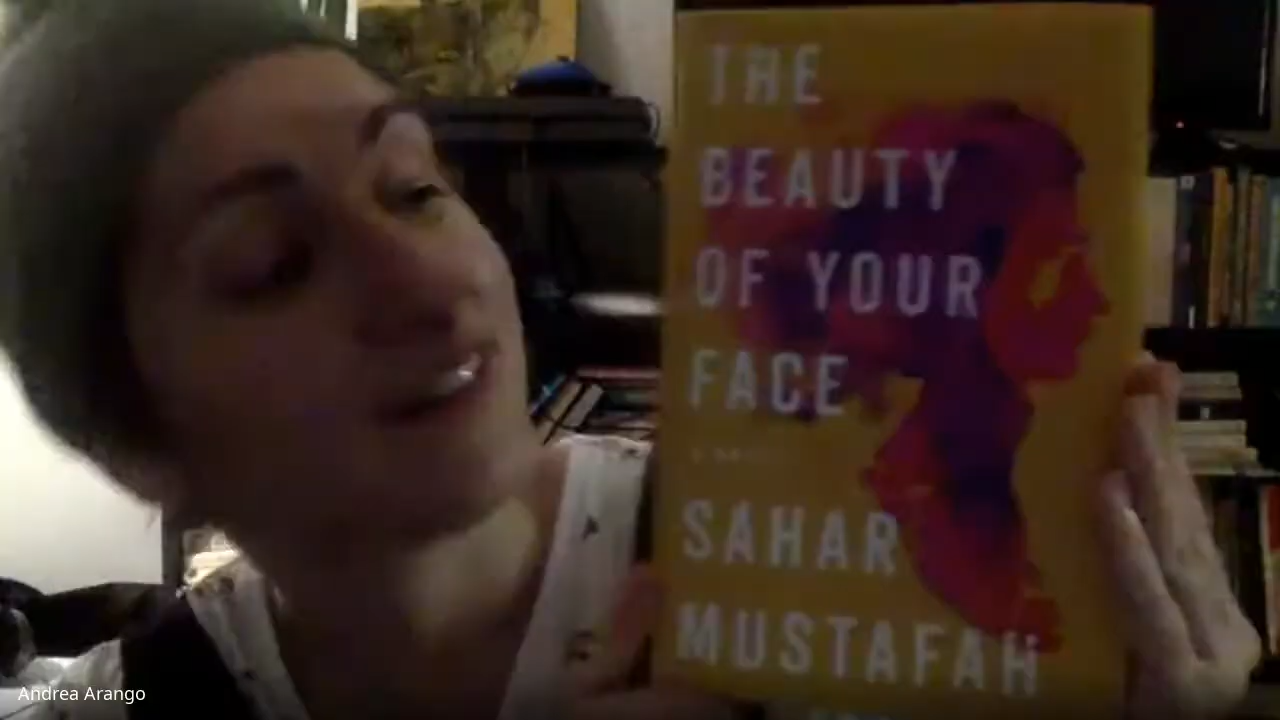 THE
BEAUTY
OF YOUR
FACE
SAHAR
MUSTAFAH
Andrea Arango